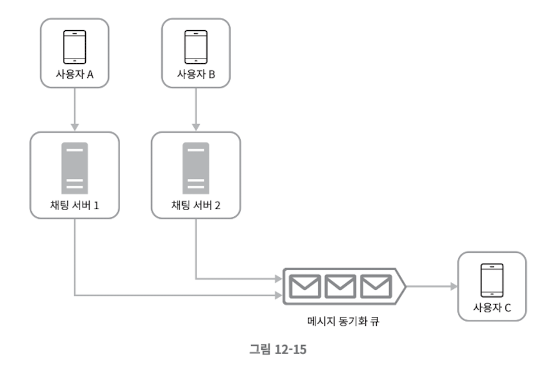 사용자 A
사용자 B
채팅 서버 1
채팅 서버 2
메시지 동기화 큐
사용자 C
그림 12-15